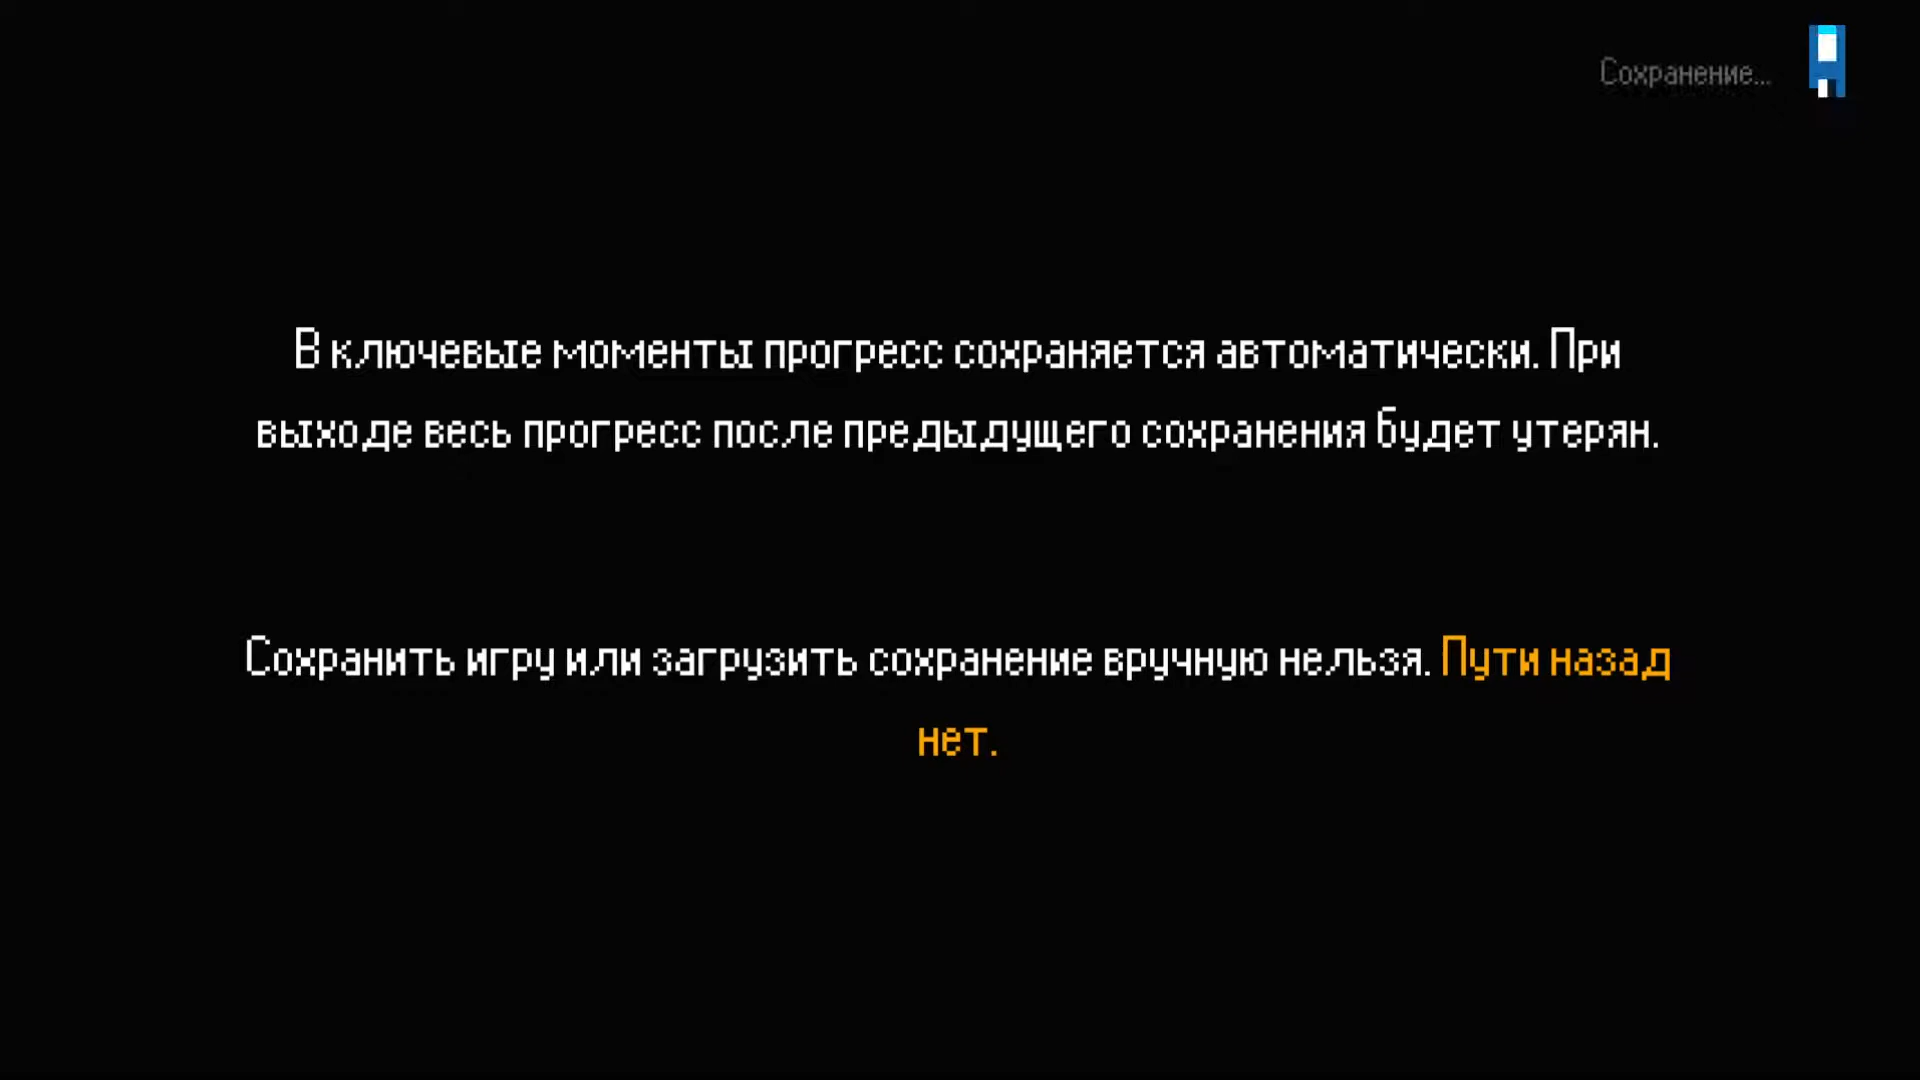 Сохранение...
В ключевые моменты прогресс сохраняется автоматически. При
выходе весь прогресс после предыдущего сохранения будет утерян.
Сохранить игру или загрузить сохранение вручную нельзя. Пути назад
нет.